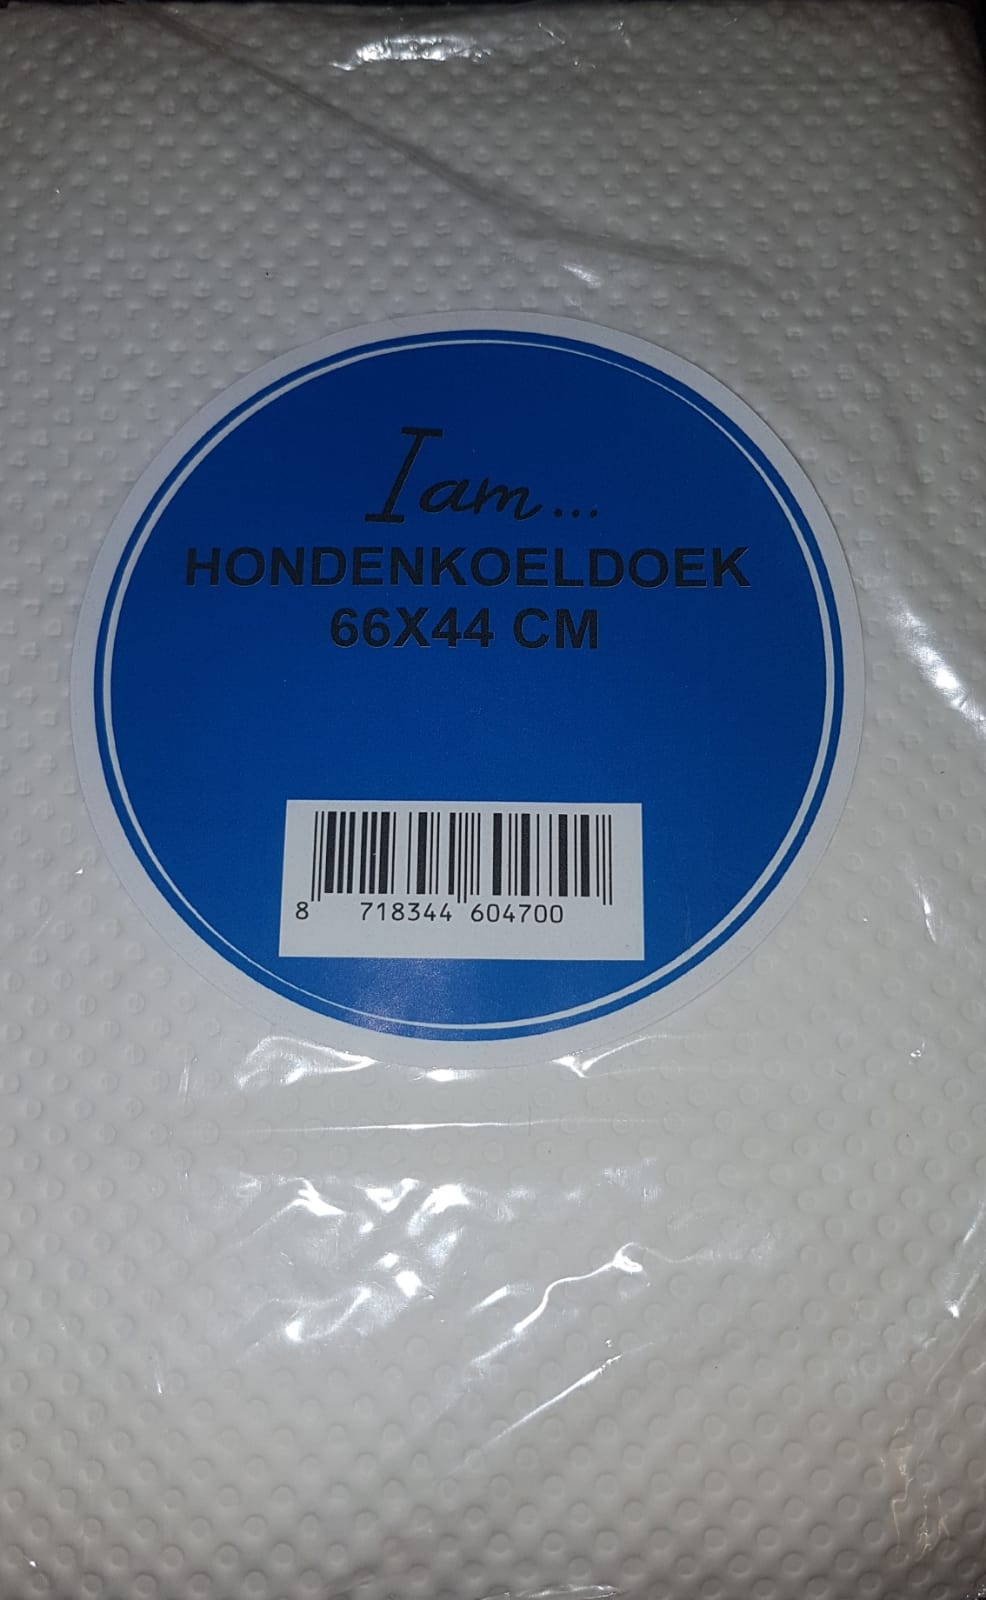 I am...
HONDENKOELDOEK
66X44 CM
8 718344 604700